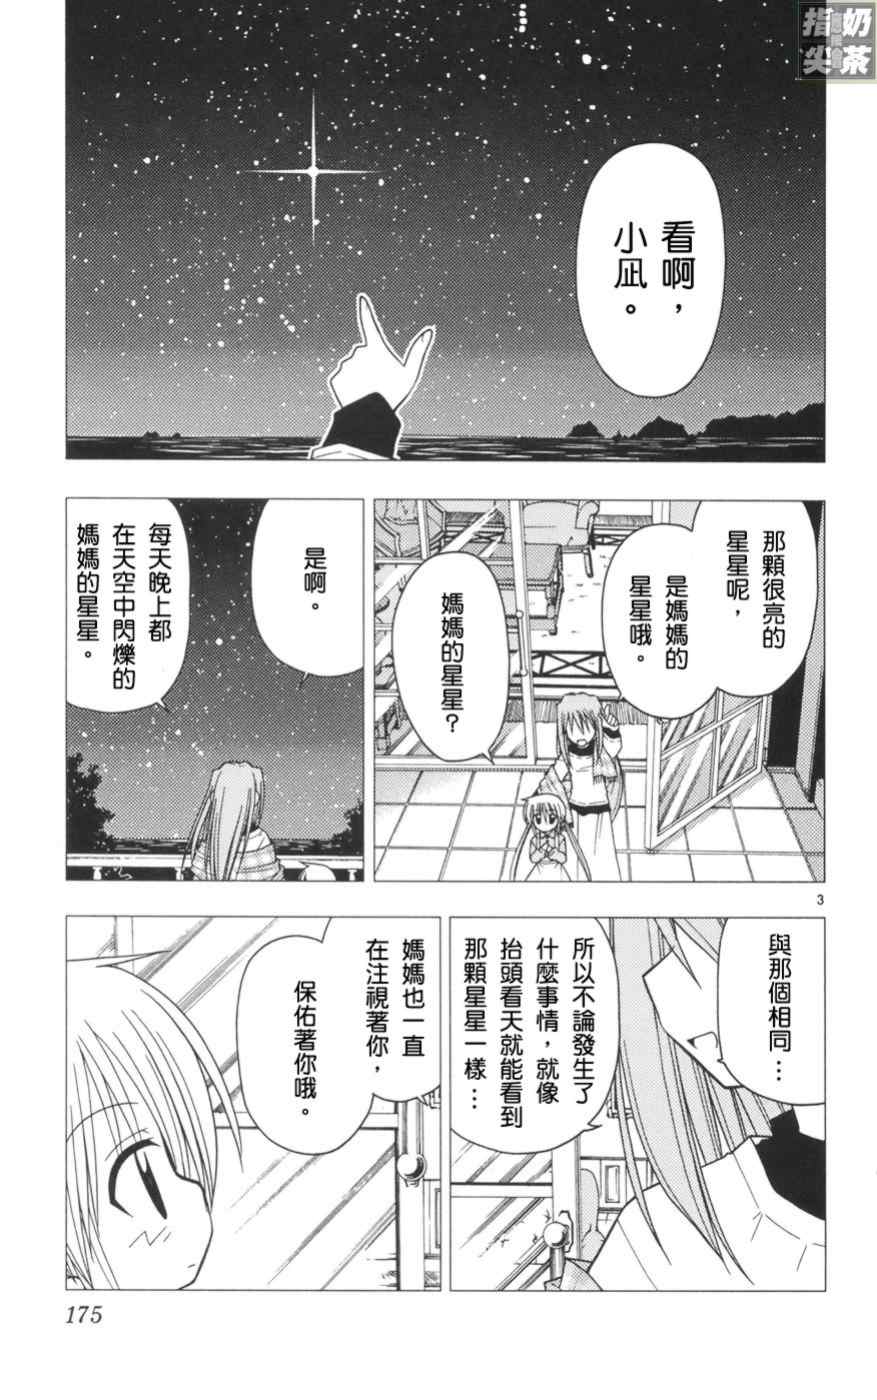 看啊，
小凪。
那顆很亮的
星星呢，
是媽媽的
星星哦。
媽媽的星星？
是啊。
每天晚上都
在天空中閃爍的
媽媽的星星。
3
與那個相同…
所以不論發生了
什麼事情，就像
抬頭看天就能看到
那顆星星一樣…
媽媽也一直
在注視著你，
保佑著你哦。
175
指奶
尖茶